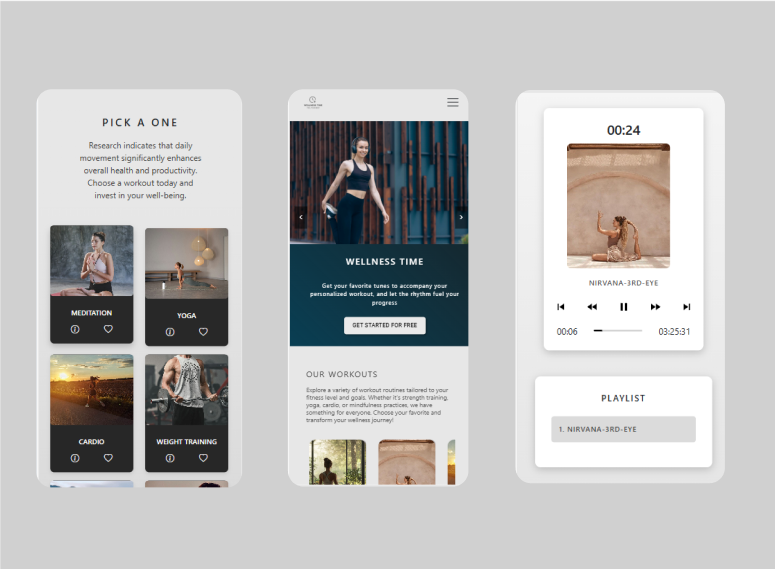 PICK A ONE
Research indicates that daily
movement significantly enhances
overall health and productivity.
Choose a workout today and
invest in your well-being.
MEDITATION
YOGA
CARDIO
WEIGHT TRAINING
WELLNESS TIME
WELLNESS TIME
Get your favorite tunes to accompany your
personalized workout, and let the rhythm fuel your
progress
GET STARTED FOR FREE
OUR WORKOUTS
Explore a variety of workout routines tailored to your
fitness level and goals. Whether it's strength training,
yoga, cardio, or mindfulness practices, we have
something for everyone. Choose your favorite and
transform your wellness journey!
00:24
NIRVANA-3RD-EYE
00:06
03:25:31
PLAYLIST
1. NIRVANA-3RD-EYE